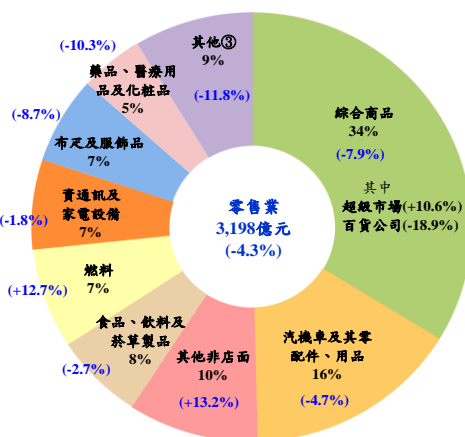 零售業
3,198億元
(-4.3%)
綜合商品
34%
(-7.9%)
其中
超級市場(+10.6%)
百貨公司(-18.9%)
汽機車及其零
配件、用品
16%
(-4.7%)
其他非店面
10%
(+13.2%)
食品、飲料及
菸草製品
8%
(-2.7%)
燃料
7%
(+12.7%)
資通訊及
家電設備
7%
(-1.8%)
布疋及服飾品
7%
(-8.7%)
藥品、醫療用
品及化粧品
5%
(-10.3%)
其他③
9%
(-11.8%)